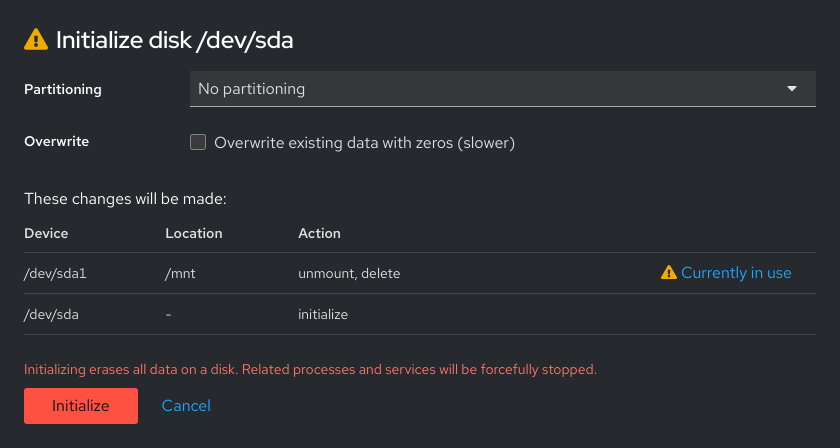 Initialize disk /dev/sda
Partitioning No partitioning
Overwrite Overwrite existing data with zeros (slower)
These changes will be made:
Device Location Action
/dev/sda1 /mnt unmount, delete Currently in use
/dev/sda - initialize
Initializing erases all data on a disk. Related processes and services will be forcefully stopped.
Initialize Cancel